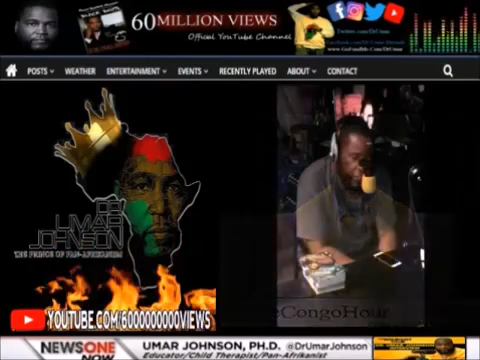 60MILLION VIEWS
Official YouTube Channel
POSTS
WEATHER
ENTERTAINMENT
EVENTS
RECENTLY PLAYED
ABOUT
CONTACT
DR
UMAR
JOHNSON
THE PRINCE OF PAN-AFRIKANISM
eCongoHour
YOUTUBE.COM/6000000000VIEWS
NEWSONE
NOW
UMAR JOHNSON, PH.D.
@DrUmarJohnson
Educator/Child Therapist/Pan-Afrikanist